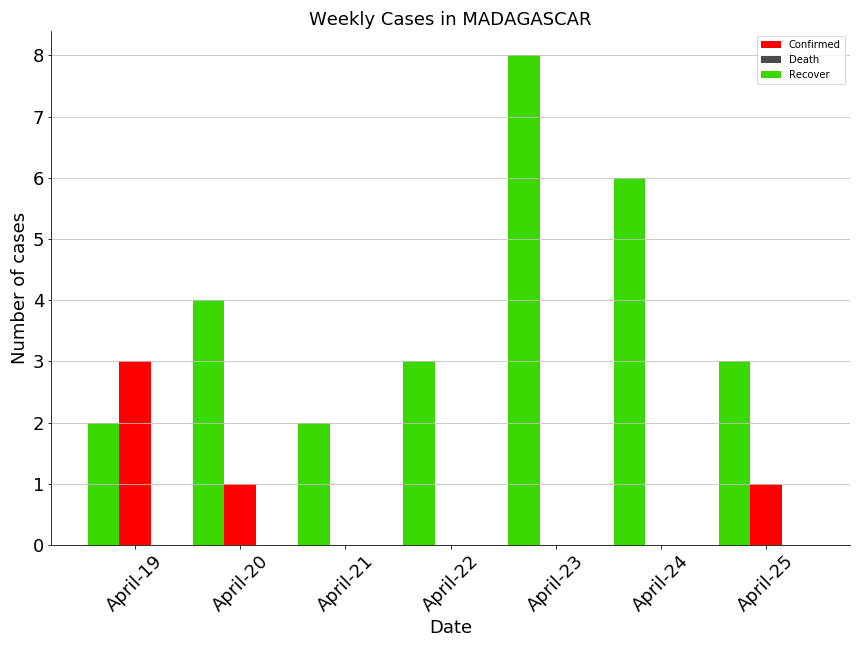 Weekly Cases in MADAGASCAR
Confirmed
Death
Recover
Number of cases
8
7
6
5
4
3
2
1
0
April-19
April-20
April-21
April-22
April-23
April-24
April-25
Date